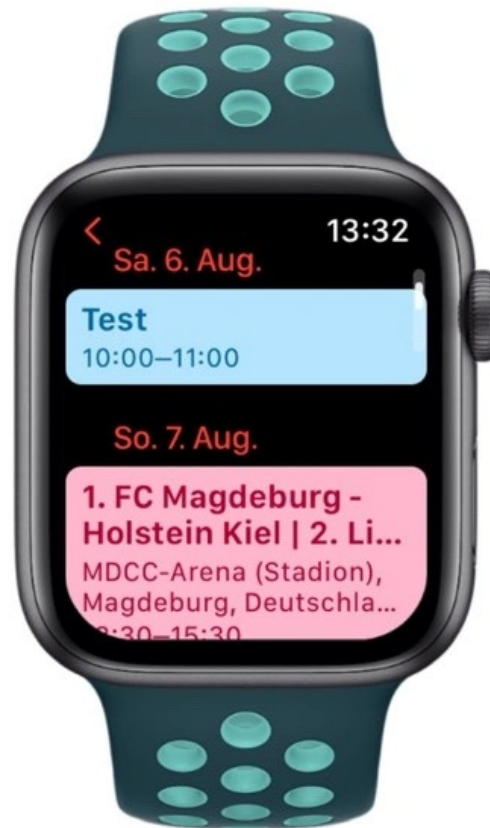 13:32
Sa. 6. Aug.
Test
10:00–11:00
So. 7. Aug.
1. FC Magdeburg -
Holstein Kiel | 2. Li...
MDCC-Arena (Stadion),
Magdeburg, Deutschla...